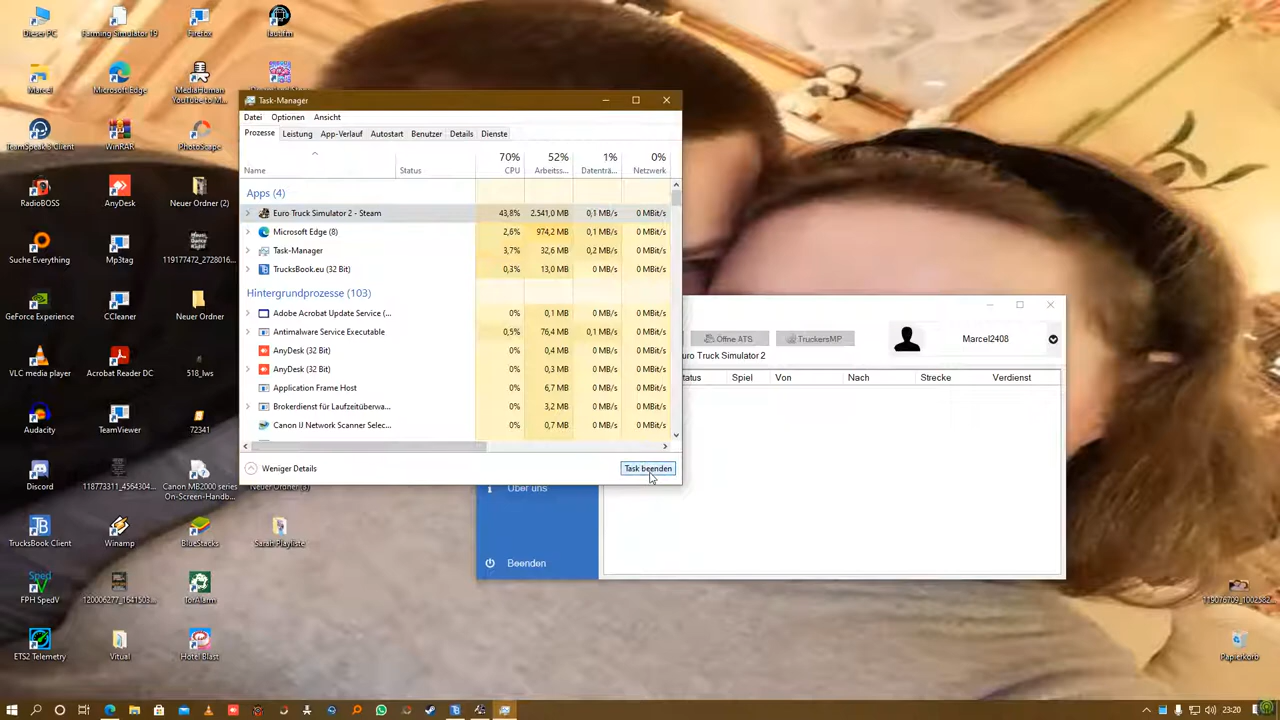 Dieser PC
Farming Simulator 19
Firefox
lautfm
Marcel
Microsoft Edge
MediaHuman
YouTube to M...
TeamSpeak 3 Client
WinRAR
PhotoScape
RadioBOSS
AnyDesk
Neuer Ordner (2)
Suche Everything
Mp3tag
119177472_2728016...
GeForce Experience
CCleaner
Neuer Ordner
VLC media player
Acrobat Reader DC
518_lws
Audacity
TeamViewer
72341
Discord
118773311_4564304...
Canon MB2000 series
On-Screen-Handb...
TrucksBook Client
Winamp
BlueStacks
Sarah Playliste
FPH SpedV
120006277_1641503...
TorAlarm
ETS2 Telemetry
Vitual
Hotel Blast
Papierkorb
Task-Manager
Datei Optionen Ansicht
Prozesse Leistung App-Verlauf Autostart Benutzer Details Dienste
70% 52% 1% 0%
Name Status CPU Arbeitss... Datenträ... Netzwerk
Apps (4)
Euro Truck Simulator 2 - Steam 43,8% 2.541,0 MB 0,1 MB/s 0 MBit/s
Microsoft Edge (8) 2,6% 974,2 MB 0,1 MB/s 0 MBit/s
Task-Manager 3,7% 32,6 MB 0,2 MB/s 0 MBit/s
TrucksBook.eu (32 Bit) 0,3% 13,0 MB 0 MB/s 0 MBit/s
Hintergrundprozesse (103)
Adobe Acrobat Update Service (... 0% 0,1 MB 0 MB/s 0 MBit/s
Antimalware Service Executable 0,5% 76,4 MB 0,1 MB/s 0 MBit/s
AnyDesk (32 Bit) 0% 0,4 MB 0 MB/s 0 MBit/s
AnyDesk (32 Bit) 0% 0,3 MB 0 MB/s 0 MBit/s
Application Frame Host 0% 6,7 MB 0 MB/s 0 MBit/s
Brokerdienst für Laufzeitüberwa... 0% 3,2 MB 0 MB/s 0 MBit/s
Canon IJ Network Scanner Selec... 0% 0,7 MB 0 MB/s 0 MBit/s
Weniger Details
Task beenden
Öffne ATS TruckersMP Marcel2408
uro Truck Simulator 2
tatus Spiel Von Nach Strecke Verdienst
Über uns
Beenden
23:20